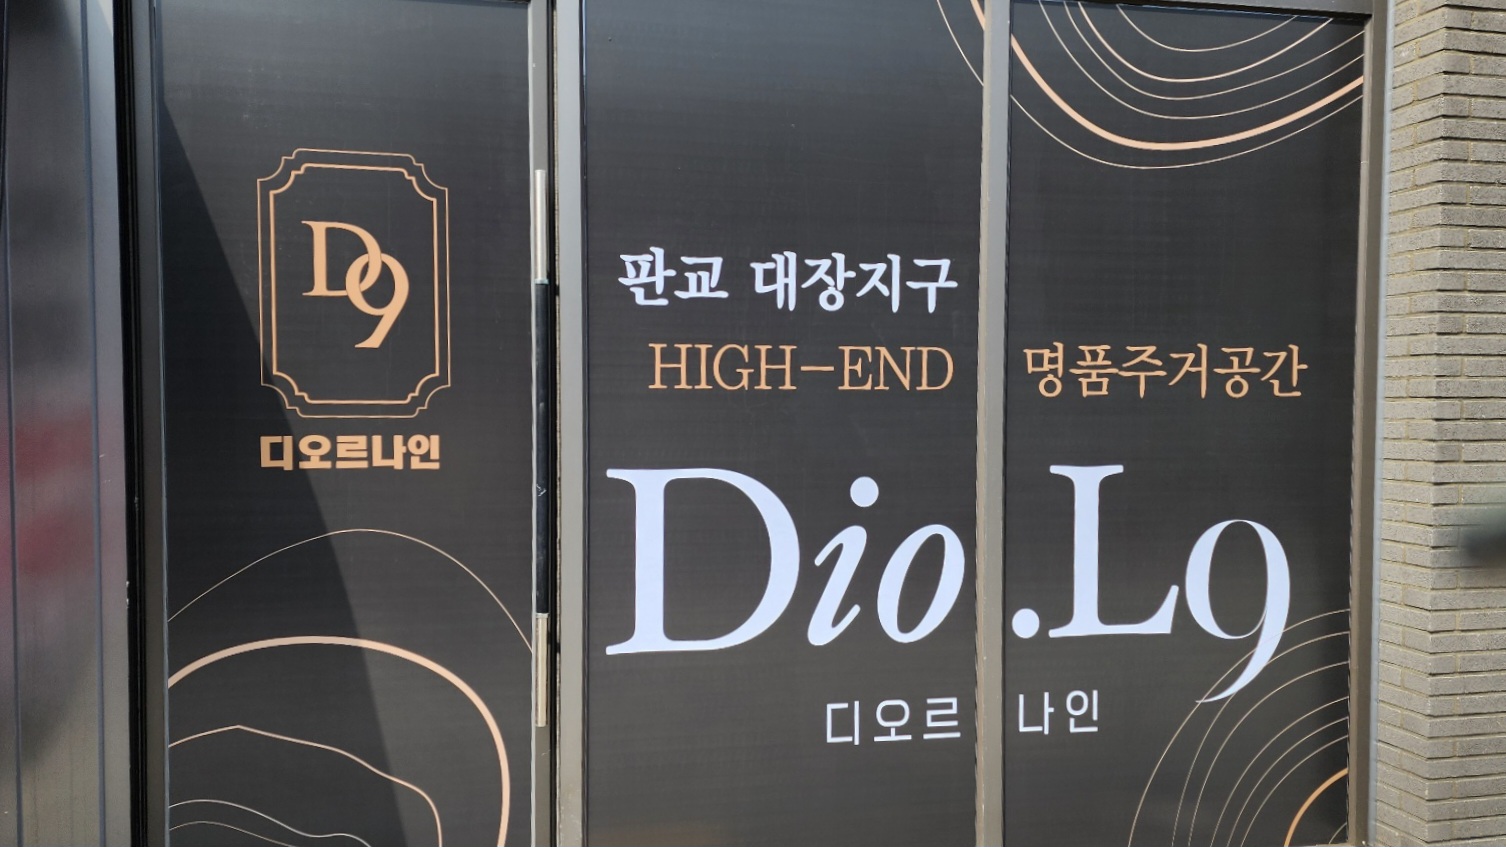 D9
디오르나인
판교 대장지구
HIGH-END 명품주거공간
Dio.L9
디오르 나인